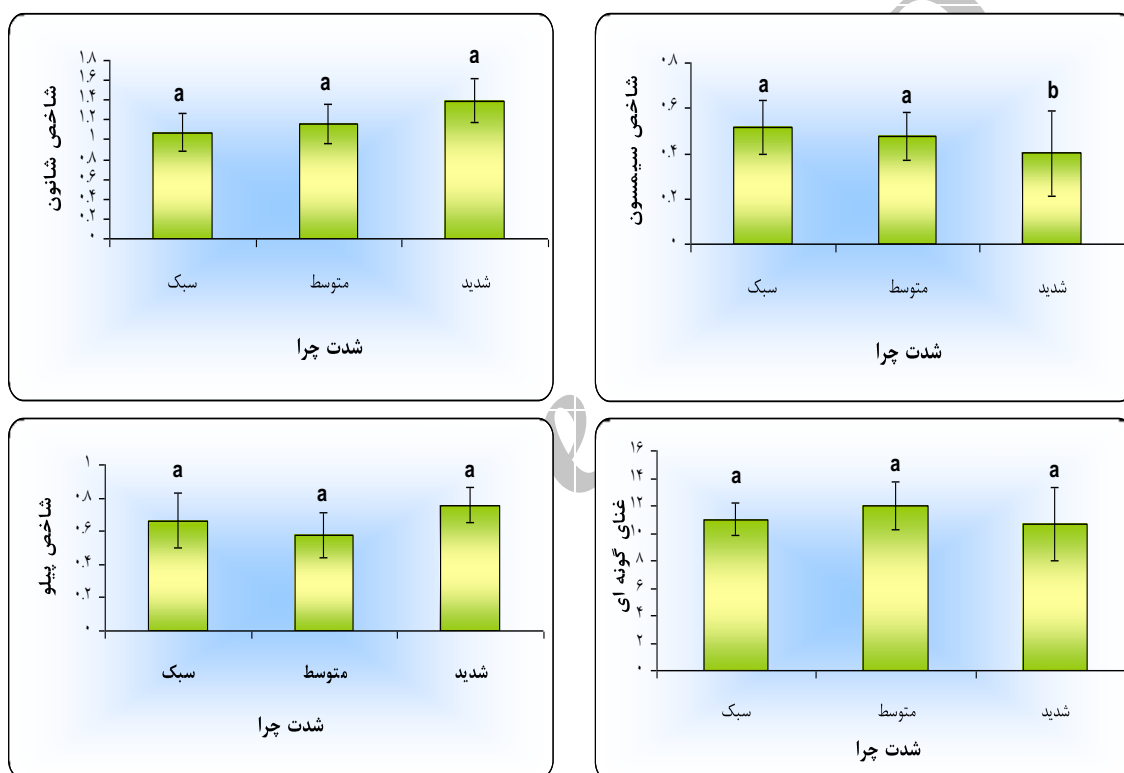 شاخص شانون
۱.۸
۱.۶
۱.۴
۱.۲
۱
۰.۸
۰.۶
۰.۴
۰.۲
۰
a
a
a
سبک
متوسط
شدید
شدت چرا
شاخص سیمسون
۰.۸
۰.۶
۰.۴
۰.۲
۰
a
a
b
سبک
متوسط
شدید
شدت چرا
شاخص پیلو
۱
۰.۸
۰.۶
۰.۴
۰.۲
۰
a
a
a
سبک
متوسط
شدید
شدت چرا
غنای گونه ای
۱۶
۱۴
۱۲
۱۰
۸
۶
۴
۲
۰
a
a
a
سبک
متوسط
شدید
شدت چرا